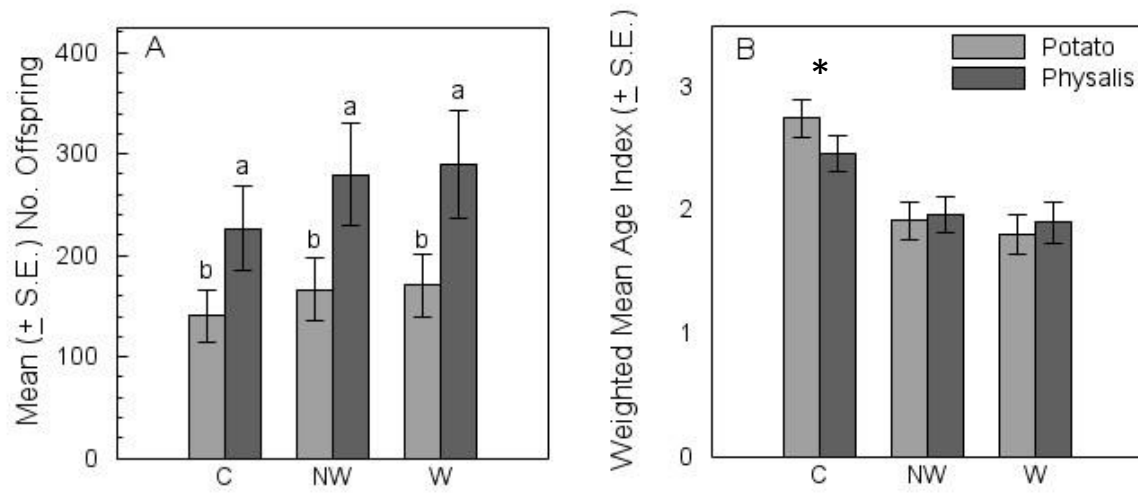 A
Mean (± S.E.) No. Offspring
400
300
200
100
0
b
a
b
a
b
a
C
NW
W
B
Weighted Mean Age Index (± S.E.)
3
2
1
0
*
Potato
Physalis
C
NW
W